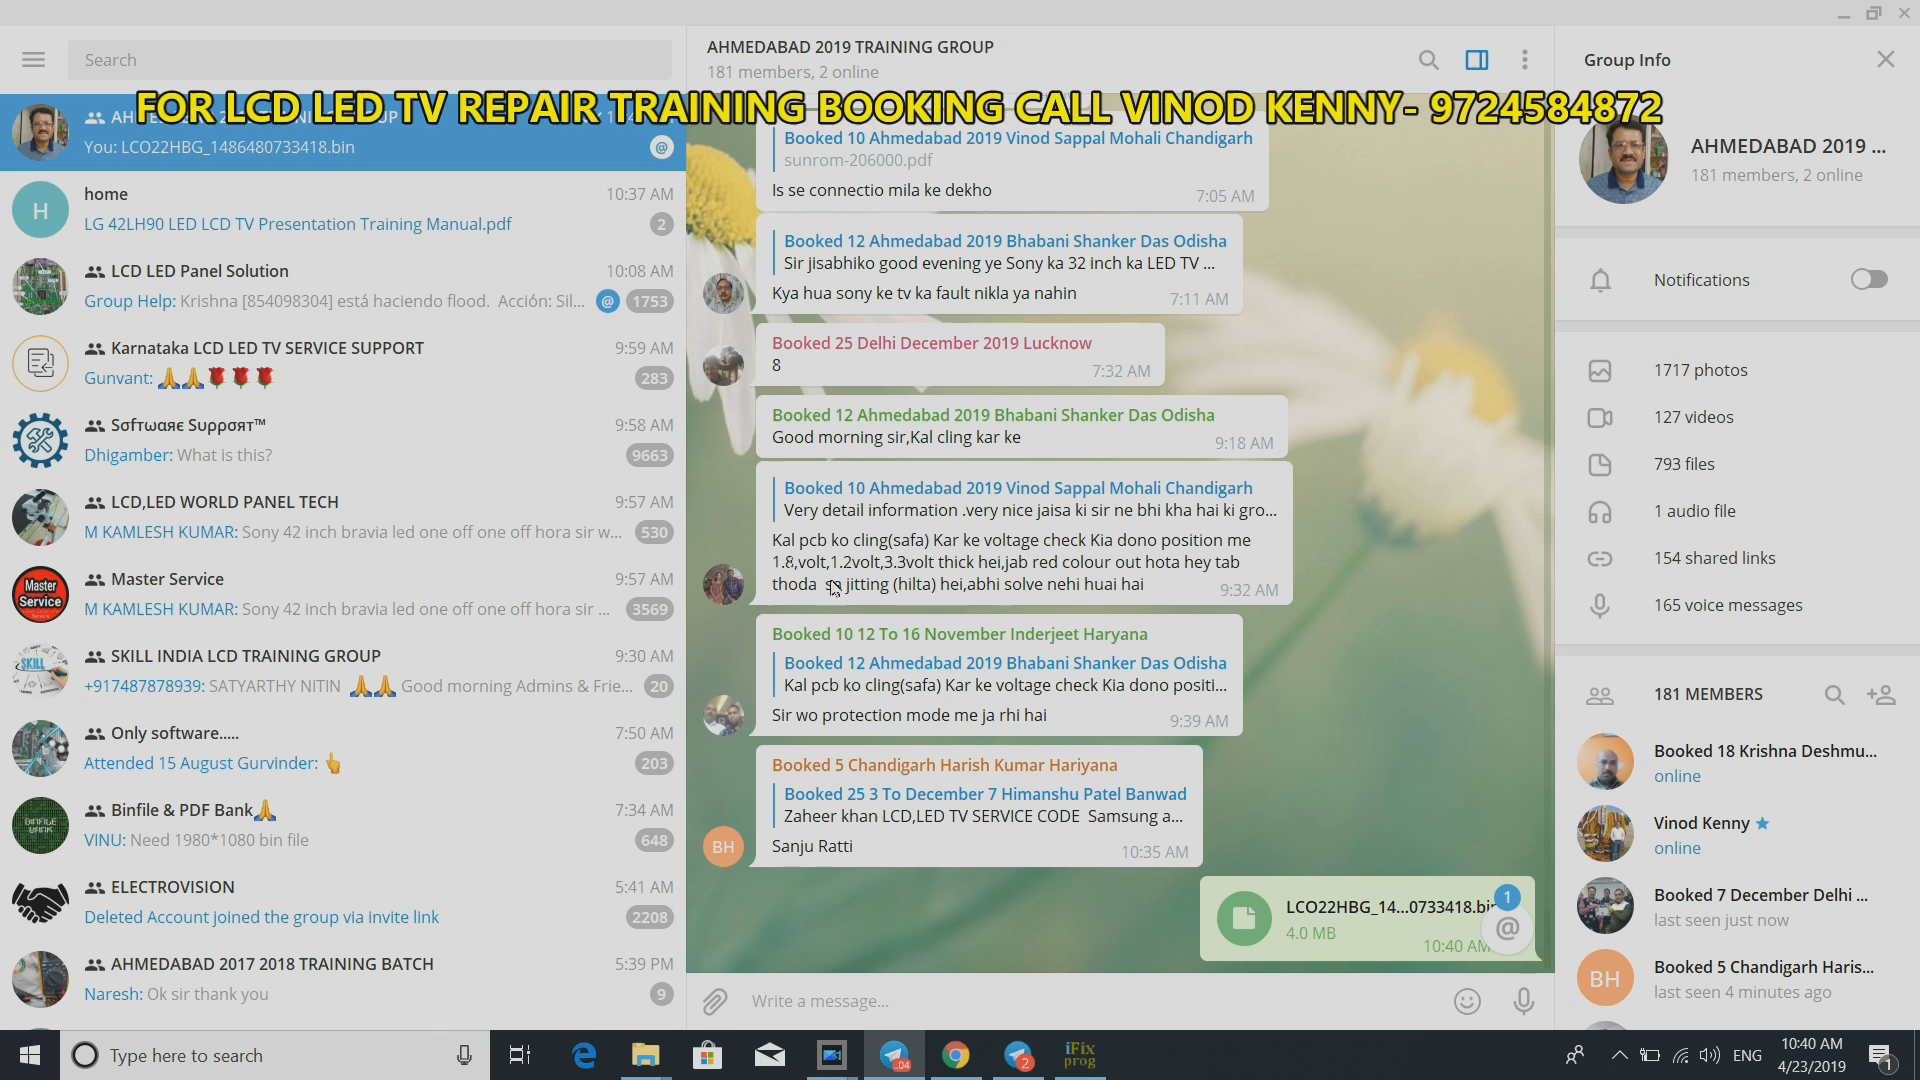 Search
You: LCO22HBG_1486480733418.bin
@
FOR LCD LED TV REPAIR TRAINING BOOKING CALL VINOD KENNY- 9724584872
H
home
10:37 AM
LG 42LH90 LED LCD TV Presentation Training Manual.pdf
2
LCD LED Panel Solution
10:08 AM
Group Help: Krishna [854098304] está haciendo flood. Acción: Sil...
@
1753
Karnataka LCD LED TV SERVICE SUPPORT
9:59 AM
Gunvant: 🙏🙏🌹🌹🌹
283
Sσfтωαяє Sυρρσят™
9:58 AM
Dhigamber: What is this?
9663
LCD,LED WORLD PANEL TECH
9:57 AM
M KAMLESH KUMAR: Sony 42 inch bravia led one off one off hora sir w...
530
Master Service
Master Service
9:57 AM
M KAMLESH KUMAR: Sony 42 inch bravia led one off one off hora sir ...
3569
SKILL
SKILL INDIA LCD TRAINING GROUP
9:30 AM
+917487878939: SATYARTHY NITIN 🙏🙏 Good morning Admins & Frie...
20
Only software.....
7:50 AM
Attended 15 August Gurvinder: 👆
203
BINFILE BANK
Binfile & PDF Bank🙏
7:34 AM
VINU: Need 1980*1080 bin file
648
ELECTROVISION
5:41 AM
Deleted Account joined the group via invite link
2208
AHMEDABAD 2017 2018 TRAINING BATCH
5:39 PM
Naresh: Ok sir thank you
9
AHMEDABAD 2019 TRAINING GROUP
181 members, 2 online
Booked 10 Ahmedabad 2019 Vinod Sappal Mohali Chandigarh
sunrom-206000.pdf
Is se connectio mila ke dekho
7:05 AM
Booked 12 Ahmedabad 2019 Bhabani Shanker Das Odisha
Sir jisabhiko good evening ye Sony ka 32 inch ka LED TV ...
Kya hua sony ke tv ka fault nikla ya nahin
7:11 AM
Booked 25 Delhi December 2019 Lucknow
8
7:32 AM
Booked 12 Ahmedabad 2019 Bhabani Shanker Das Odisha
Good morning sir,Kal cling kar ke
9:18 AM
Booked 10 Ahmedabad 2019 Vinod Sappal Mohali Chandigarh
Very detail information .very nice jaisa ki sir ne bhi kha hai ki gro...
Kal pcb ko cling(safa) Kar ke voltage check Kia dono position me
1.8,volt,1.2volt,3.3volt thick hei,jab red colour out hota hey tab
thoda jitting (hilta) hei,abhi solve nehi huai hai
9:32 AM
Booked 10 12 To 16 November Inderjeet Haryana
Booked 12 Ahmedabad 2019 Bhabani Shanker Das Odisha
Kal pcb ko cling(safa) Kar ke voltage check Kia dono positi...
Sir wo protection mode me ja rhi hai
9:39 AM
BH
Booked 5 Chandigarh Harish Kumar Hariyana
Booked 25 3 To December 7 Himanshu Patel Banwad
Zaheer khan LCD,LED TV SERVICE CODE Samsung a...
Sanju Ratti
10:35 AM
LCO22HBG_14...0733418.bin
4.0 MB
10:40 AM
1
@
Write a message...
Group Info
AHMEDABAD 2019 ...
181 members, 2 online
Notifications
1717 photos
127 videos
793 files
1 audio file
154 shared links
165 voice messages
181 MEMBERS
Booked 18 Krishna Deshmu...
online
Vinod Kenny
online
Booked 7 December Delhi ...
last seen just now
BH
Booked 5 Chandigarh Haris...
last seen 4 minutes ago
Type here to search
..04
2
iFix
prog
ENG
10:40 AM
4/23/2019
1